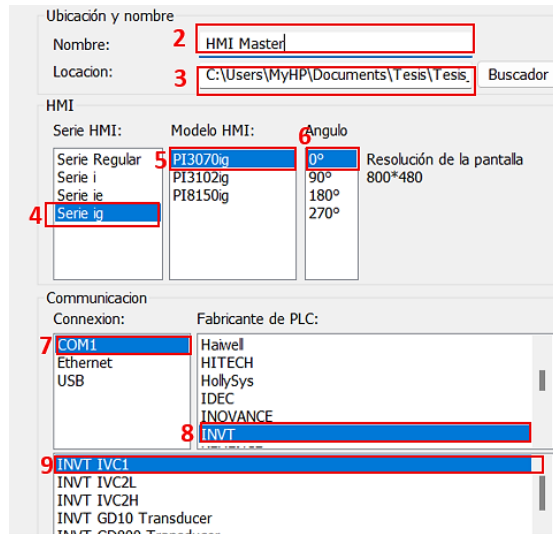 Ubicación y nombre
Nombre: 2 HMI Master
Locacion: 3 C:\Users\MyHP\Documents\Tesis\Tesis_ Buscador
HMI
Serie HMI: Modelo HMI: 6 Angulo
Serie Regular 5 PI3070ig 0° Resolución de la pantalla
Serie i PI3102ig 90° 800*480
Serie ie PI8150ig 180°
4 Serie ig 270°
Communicacion
Connexion: Fabricante de PLC:
7 COM1 Haiwell
Ethernet HITECH
USB HollySys
IDEC
INOVANCE
8 INVT
9 INVT IVC1
INVT IVC2L
INVT IVC2H
INVT GD10 Transducer